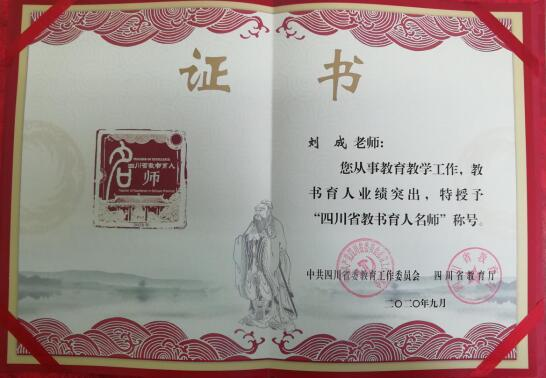 证书
名师
四川省教书育人
刘 成 老师：
您从事教育教学工作，教
书育人业绩突出，特授予
“四川省教书育人名师”称号。
中共四川省委教育工作委员会 四川省教育厅
二〇二〇年九月